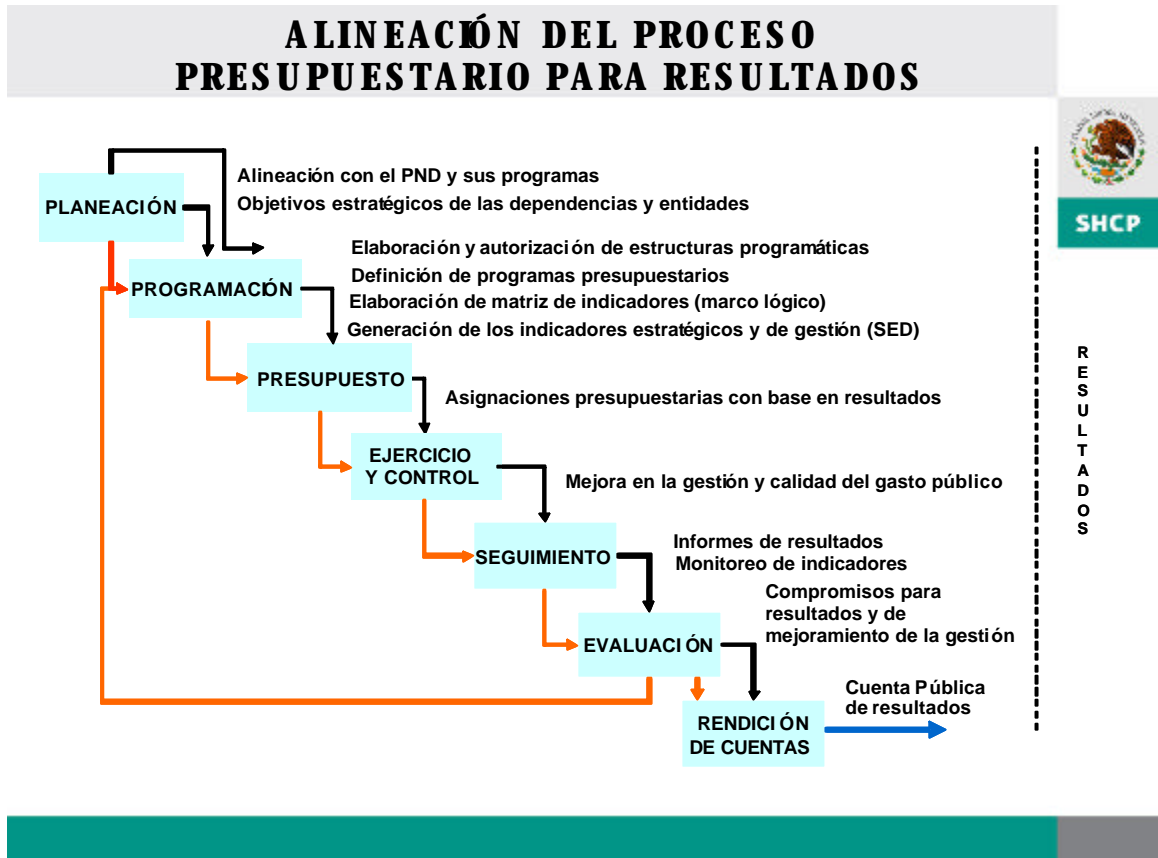 ALINEACIÓN DEL PROCESO
PRESUPUESTARIO PARA RESULTADOS
SHCP
PLANEACIÓN
Alineación con el PND y sus programas
Objetivos estratégicos de las dependencias y entidades
PROGRAMACIÓN
Elaboración y autorización de estructuras programáticas
Definición de programas presupuestarios
Elaboración de matriz de indicadores (marco lógico)
Generación de los indicadores estratégicos y de gestión (SED)
PRESUPUESTO
Asignaciones presupuestarias con base en resultados
EJERCICIO
Y CONTROL
Mejora en la gestión y calidad del gasto público
SEGUIMIENTO
Informes de resultados
Monitoreo de indicadores
EVALUACIÓN
Compromisos para
resultados y de
mejoramiento de la gestión
RENDICIÓN
DE CUENTAS
Cuenta Pública
de resultados
RESULTADOS